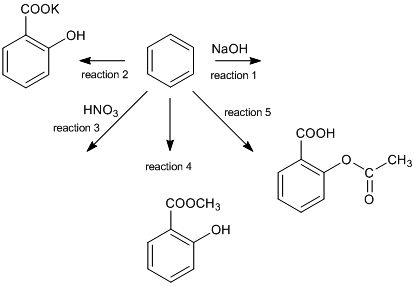 COOK
OH
reaction 2
NaOH
reaction 1
HNO3
reaction 3
reaction 5
reaction 4
COOH
O
CH3
C
O
COOCH3
OH